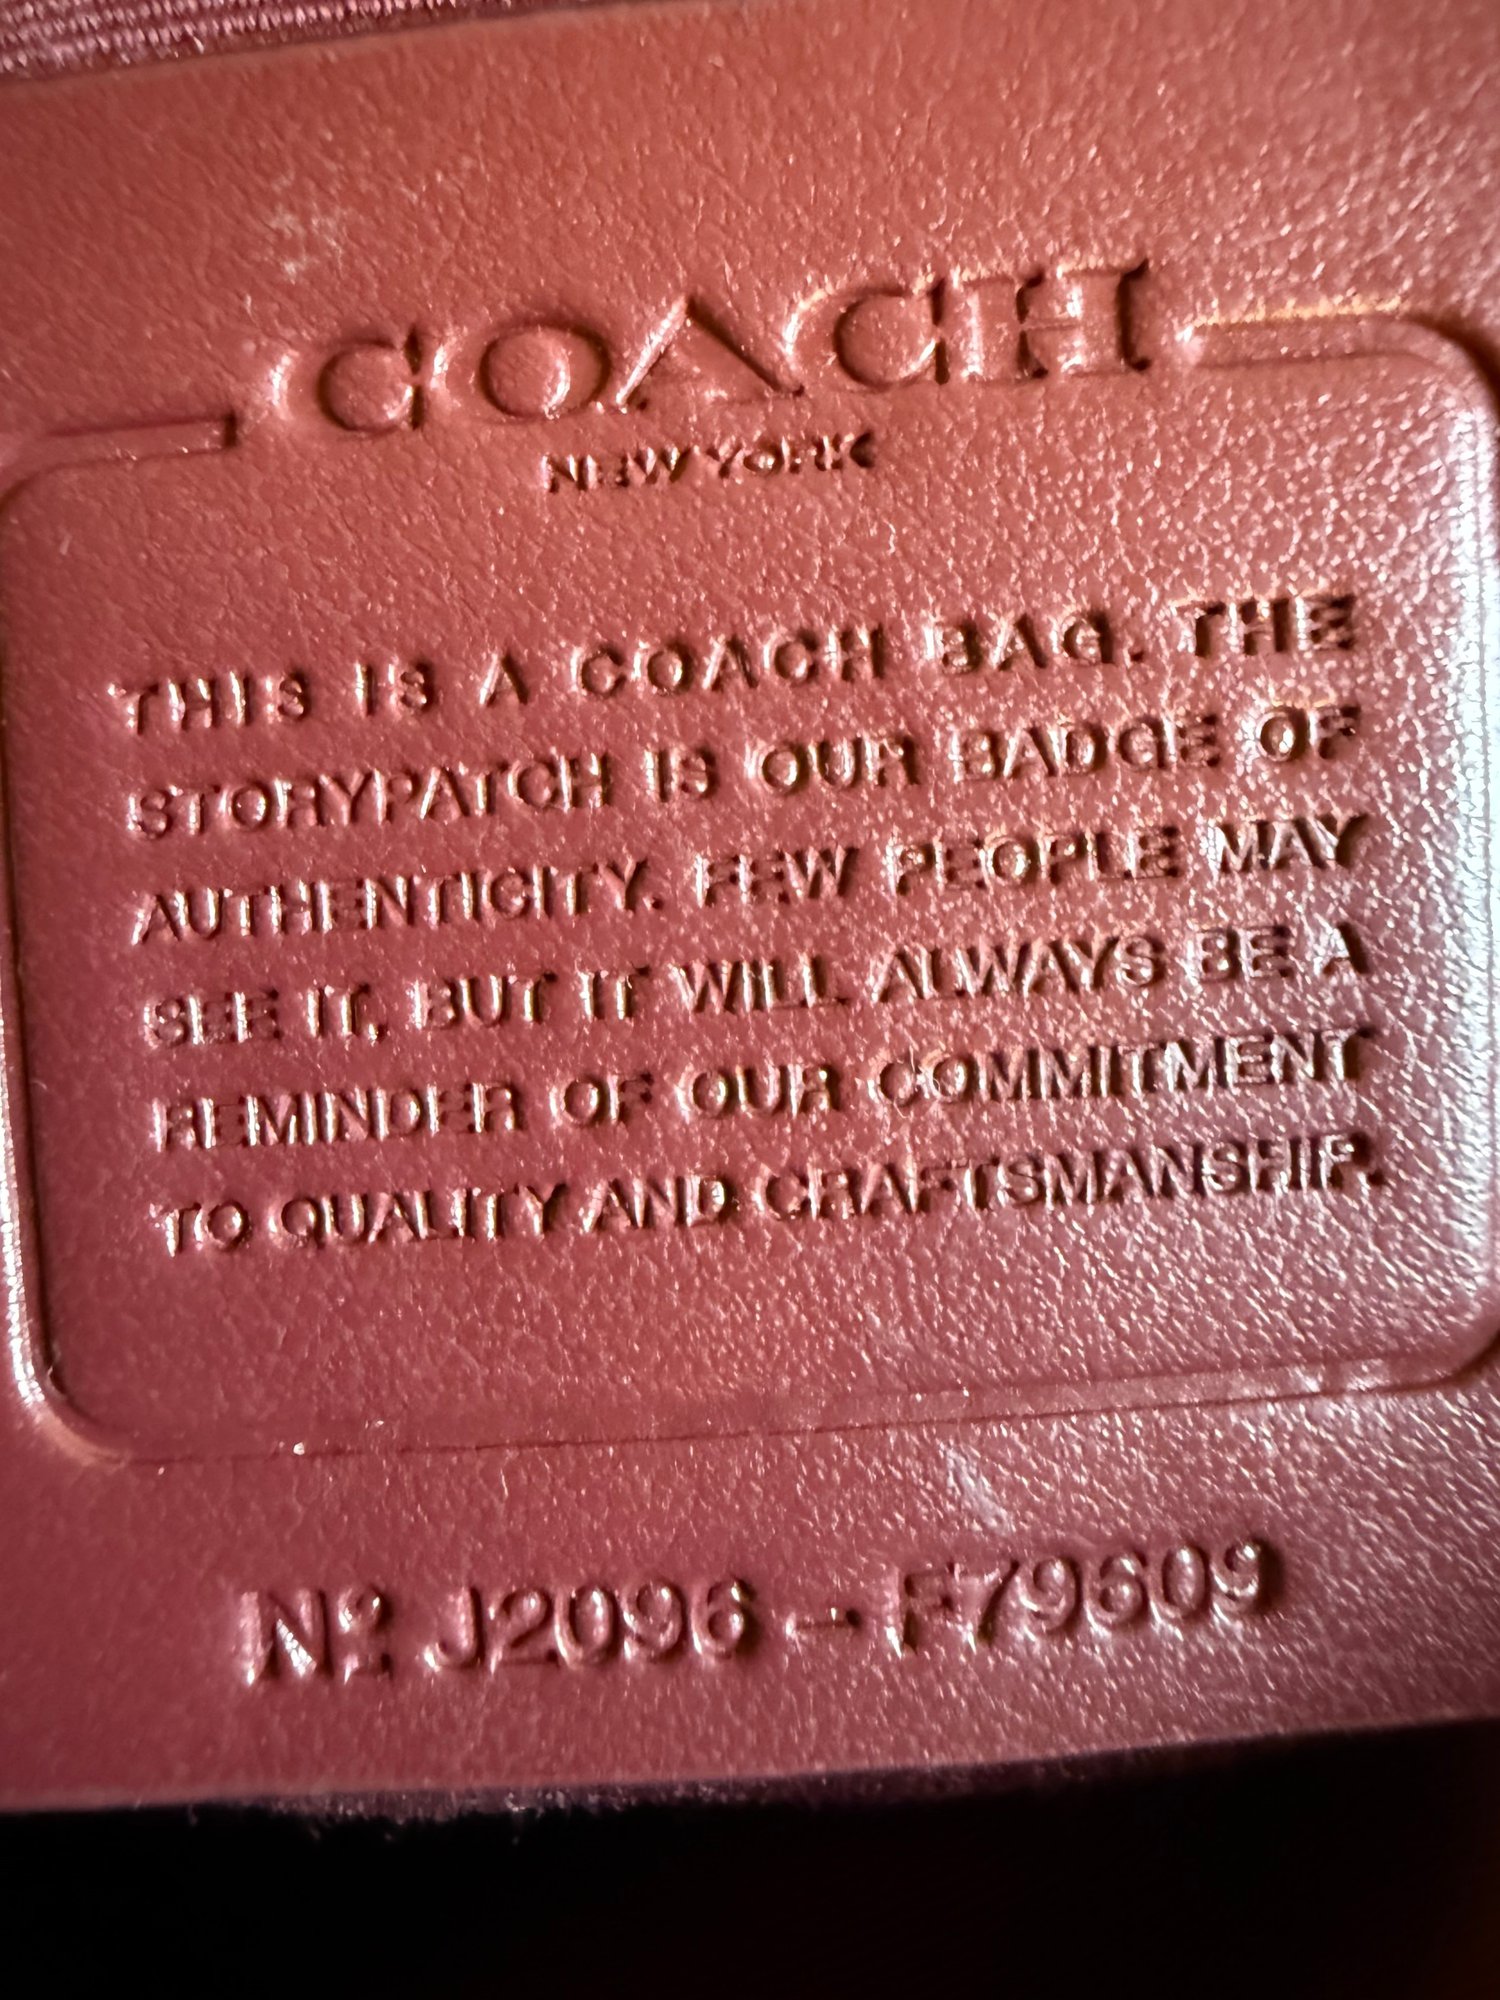 COACH
NEW YORK
THIS IS A COACH BAG. THE
STORYPATCH IS OUR BADGE OF
AUTHENTICITY. FEW PEOPLE MAY
SEE IT, BUT IT WILL ALWAYS BE A
REMINDER OF OUR COMMITMENT
TO QUALITY AND CRAFTSMANSHIP.
Nº J2096 - F79609